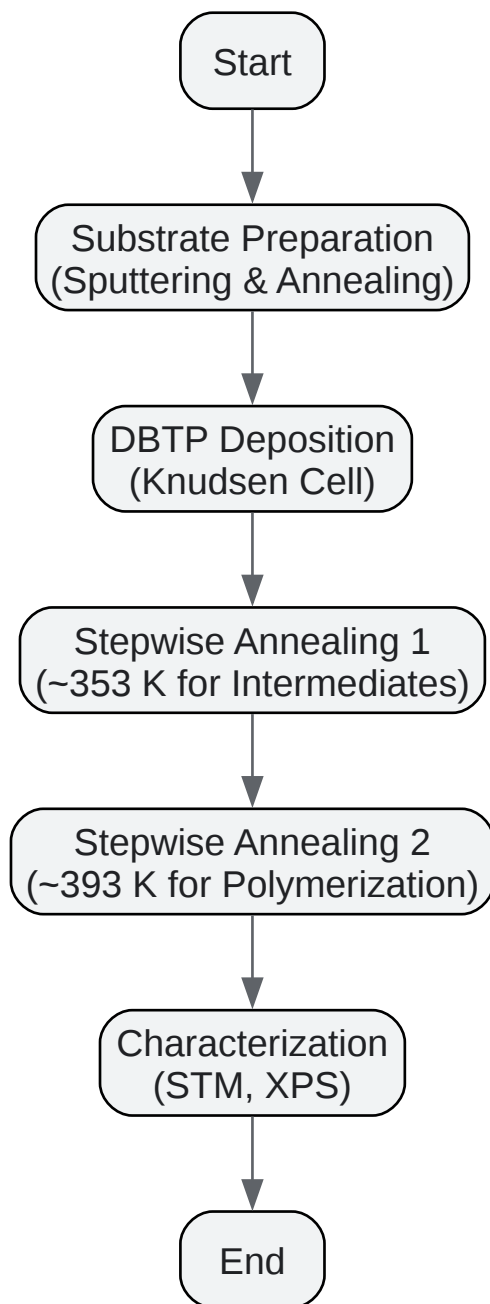 Start
Substrate Preparation
(Sputtering & Annealing)
DBTP Deposition
(Knudsen Cell)
Stepwise Annealing 1
(~353 K for Intermediates)
Stepwise Annealing 2
(~393 K for Polymerization)
Characterization
(STM, XPS)
End